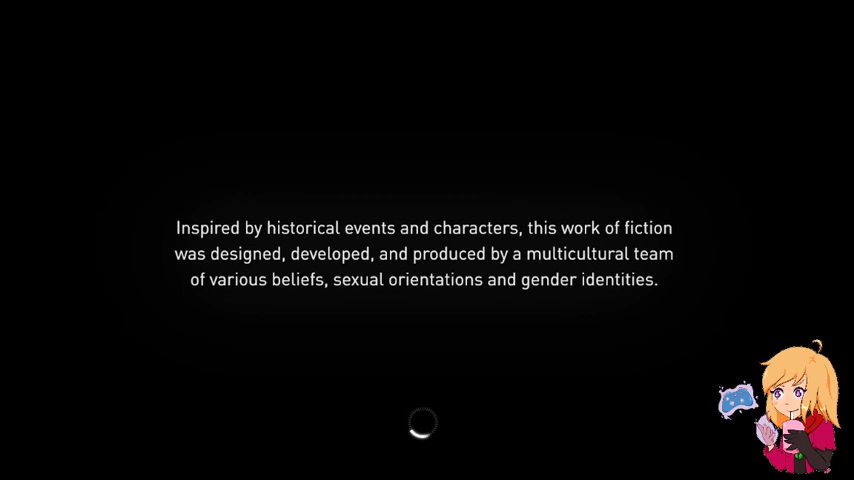 Inspired by historical events and characters, this work of fiction
was designed, developed, and produced by a multicultural team
of various beliefs, sexual orientations and gender identities.